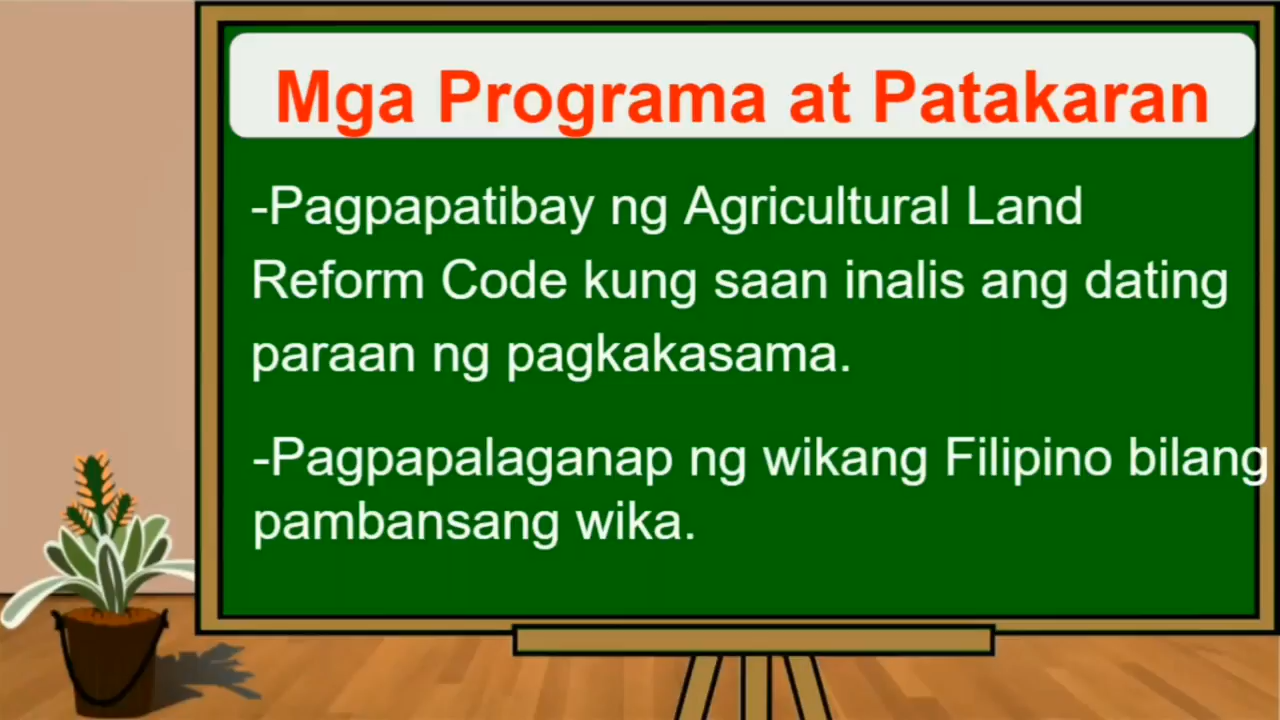 Mga Programa at Patakaran
-Pagpapatibay ng Agricultural Land
Reform Code kung saan inalis ang dating
paraan ng pagkakasama.
-Pagpapalaganap ng wikang Filipino bilang
pambansang wika.